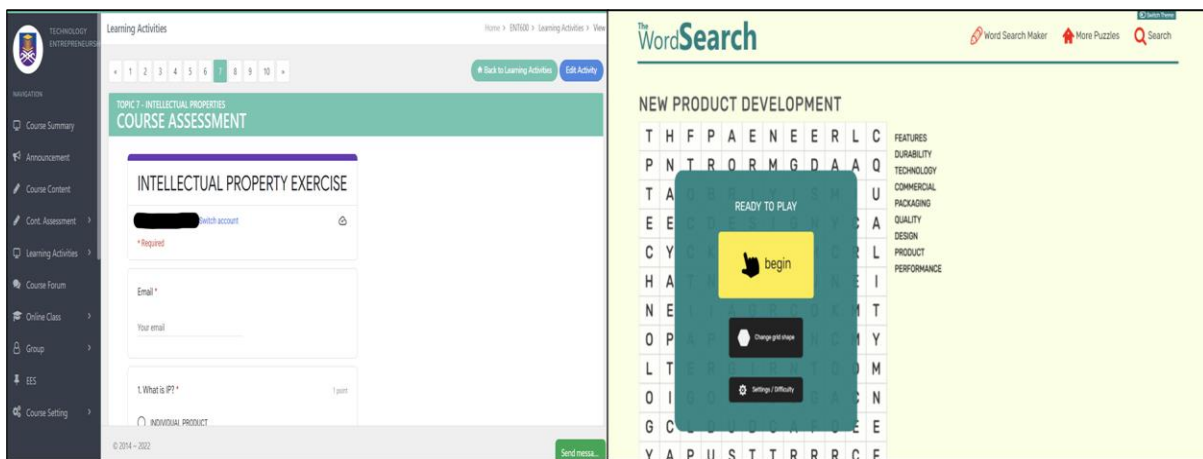 TECHNOLOGY
ENTREPRENEURSHI
NAVIGATION
Course Summary
Announcement
Course Content
Cont. Assessment >
Learning Activities >
Course Forum
Online Class >
Group >
EES
Course Setting >
Learning Activities
Home > ENT600 > Learning Activities > View
« 1 2 3 4 5 6 7 8 9 10 »
Back to Learning Activities
Edit Activity
TOPIC 7 - INTELLECTUAL PROPERTIES
COURSE ASSESSMENT
INTELLECTUAL PROPERTY EXERCISE
Switch account
* Required
Email *
Your email
1. What is IP? *
1 point
INDIVIDUAL PRODUCT
© 2014 – 2022
Send messa...
The WordSearch
Switch Theme
Word Search Maker
More Puzzles
Search
NEW PRODUCT DEVELOPMENT
T H F P A E N E E R L C
P N T R O R M G D A A Q
T A U
E E A
C Y L
H A I
N E T
O P Y
L T M
O I N
G C E
Y A P U S T T R R R C E
READY TO PLAY
begin
Change grid shape
Settings / Difficulty
FEATURES
DURABILITY
TECHNOLOGY
COMMERCIAL
PACKAGING
QUALITY
DESIGN
PRODUCT
PERFORMANCE